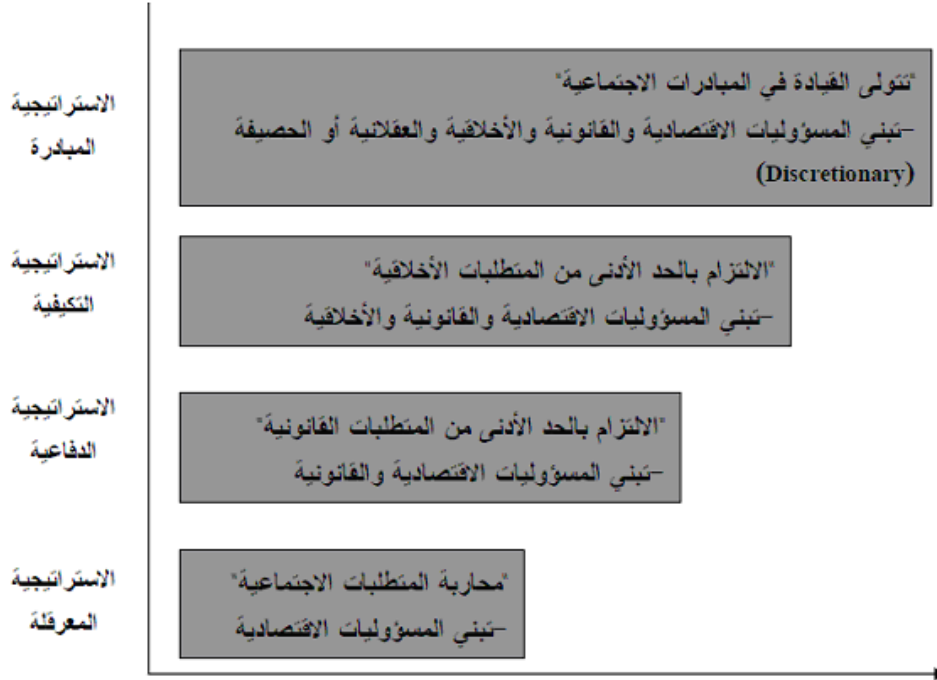 الاستراتيجية
المبادرة
"تتولى القيادة في المبادرات الاجتماعية"
–تبني المسؤوليات الاقتصادية والقانونية والأخلاقية والعقلانية أو الحصيفة
(Discretionary)
الاستراتيجية
التكيفية
"الالتزام بالحد الأدنى من المتطلبات الأخلاقية"
–تبني المسؤوليات الاقتصادية والقانونية والأخلاقية
الاستراتيجية
الدفاعية
"الالتزام بالحد الأدنى من المتطلبات القانونية"
–تبني المسؤوليات الاقتصادية والقانونية
الاستراتيجية
المعرقلة
"محاربة المتطلبات الاجتماعية"
–تبني المسؤوليات الاقتصادية